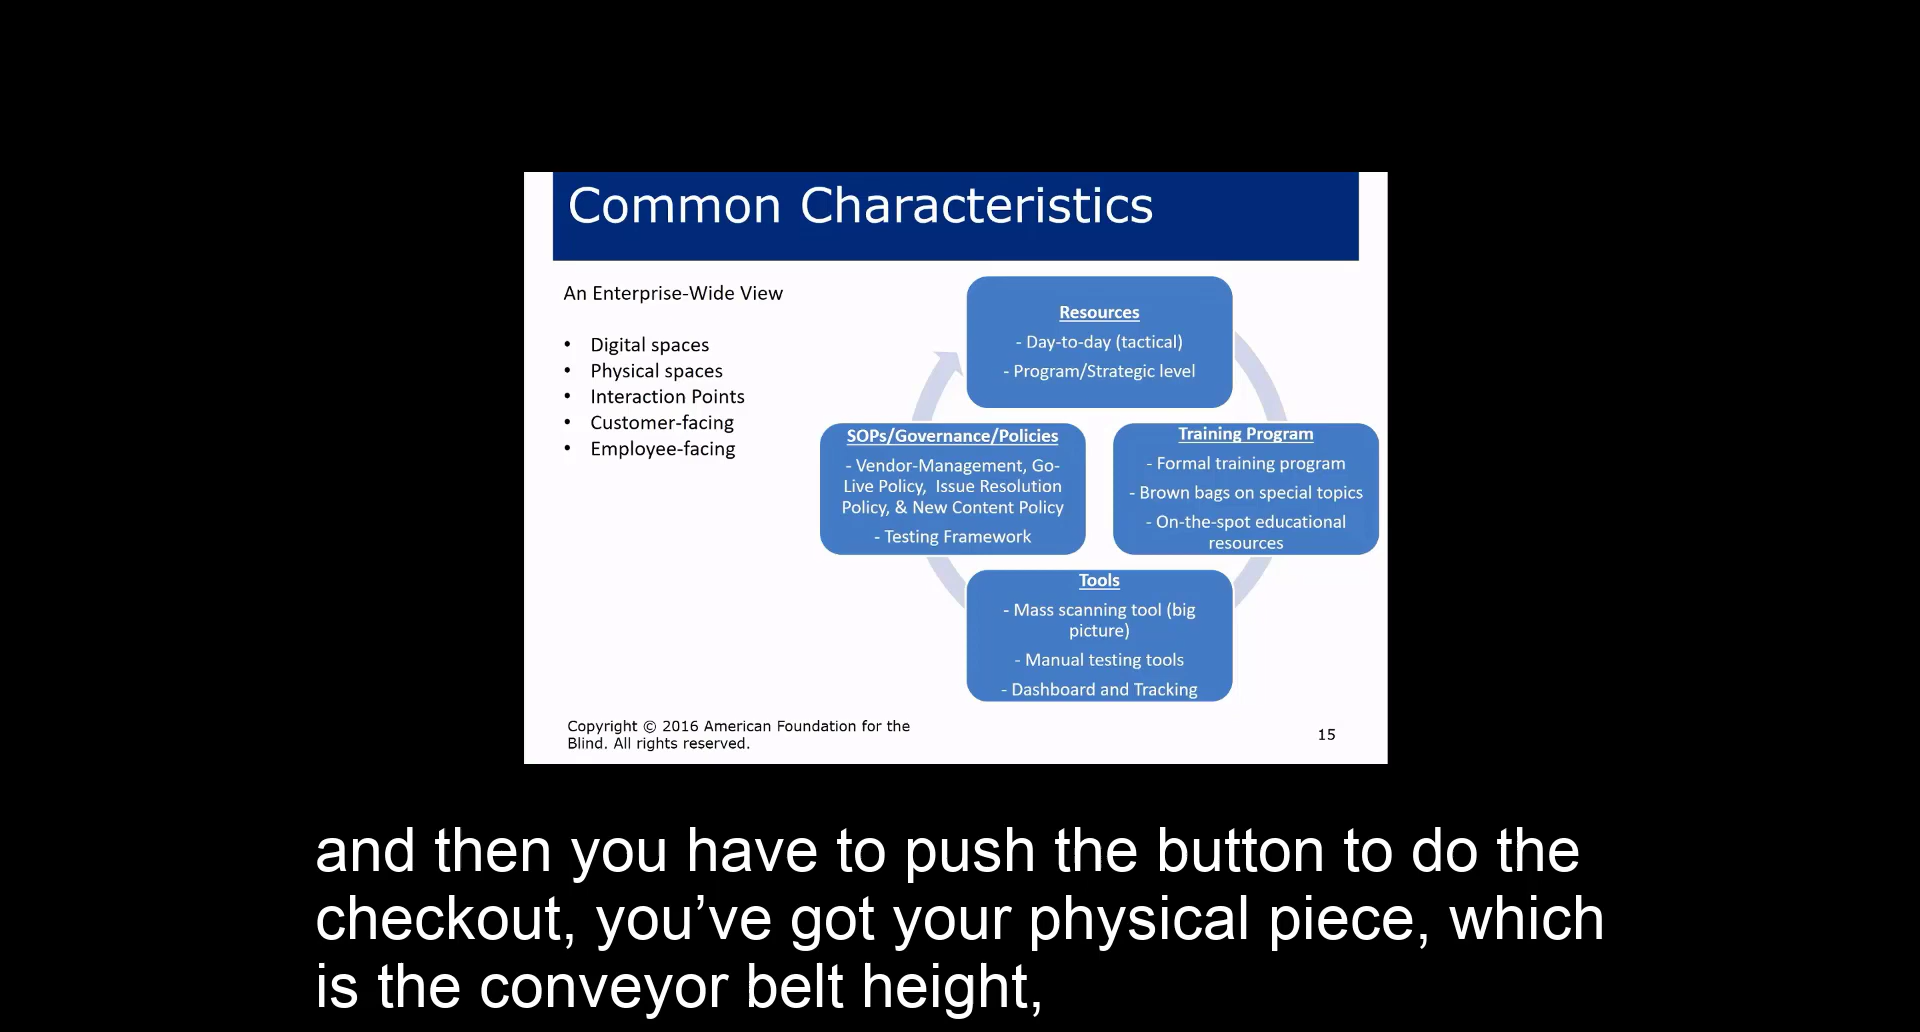 Common Characteristics
An Enterprise-Wide View
• Digital spaces
• Physical spaces
• Interaction Points
• Customer-facing
• Employee-facing
Resources
- Day-to-day (tactical)
- Program/Strategic level
Training Program
- Formal training program
- Brown bags on special topics
- On-the-spot educational
resources
Tools
- Mass scanning tool (big
picture)
- Manual testing tools
- Dashboard and Tracking
SOPs/Governance/Policies
- Vendor-Management, Go-
Live Policy, Issue Resolution
Policy, & New Content Policy
- Testing Framework
Copyright © 2016 American Foundation for the
Blind. All rights reserved.
15
and then you have to push the button to do the
checkout, you’ve got your physical piece, which
is the conveyor belt height,